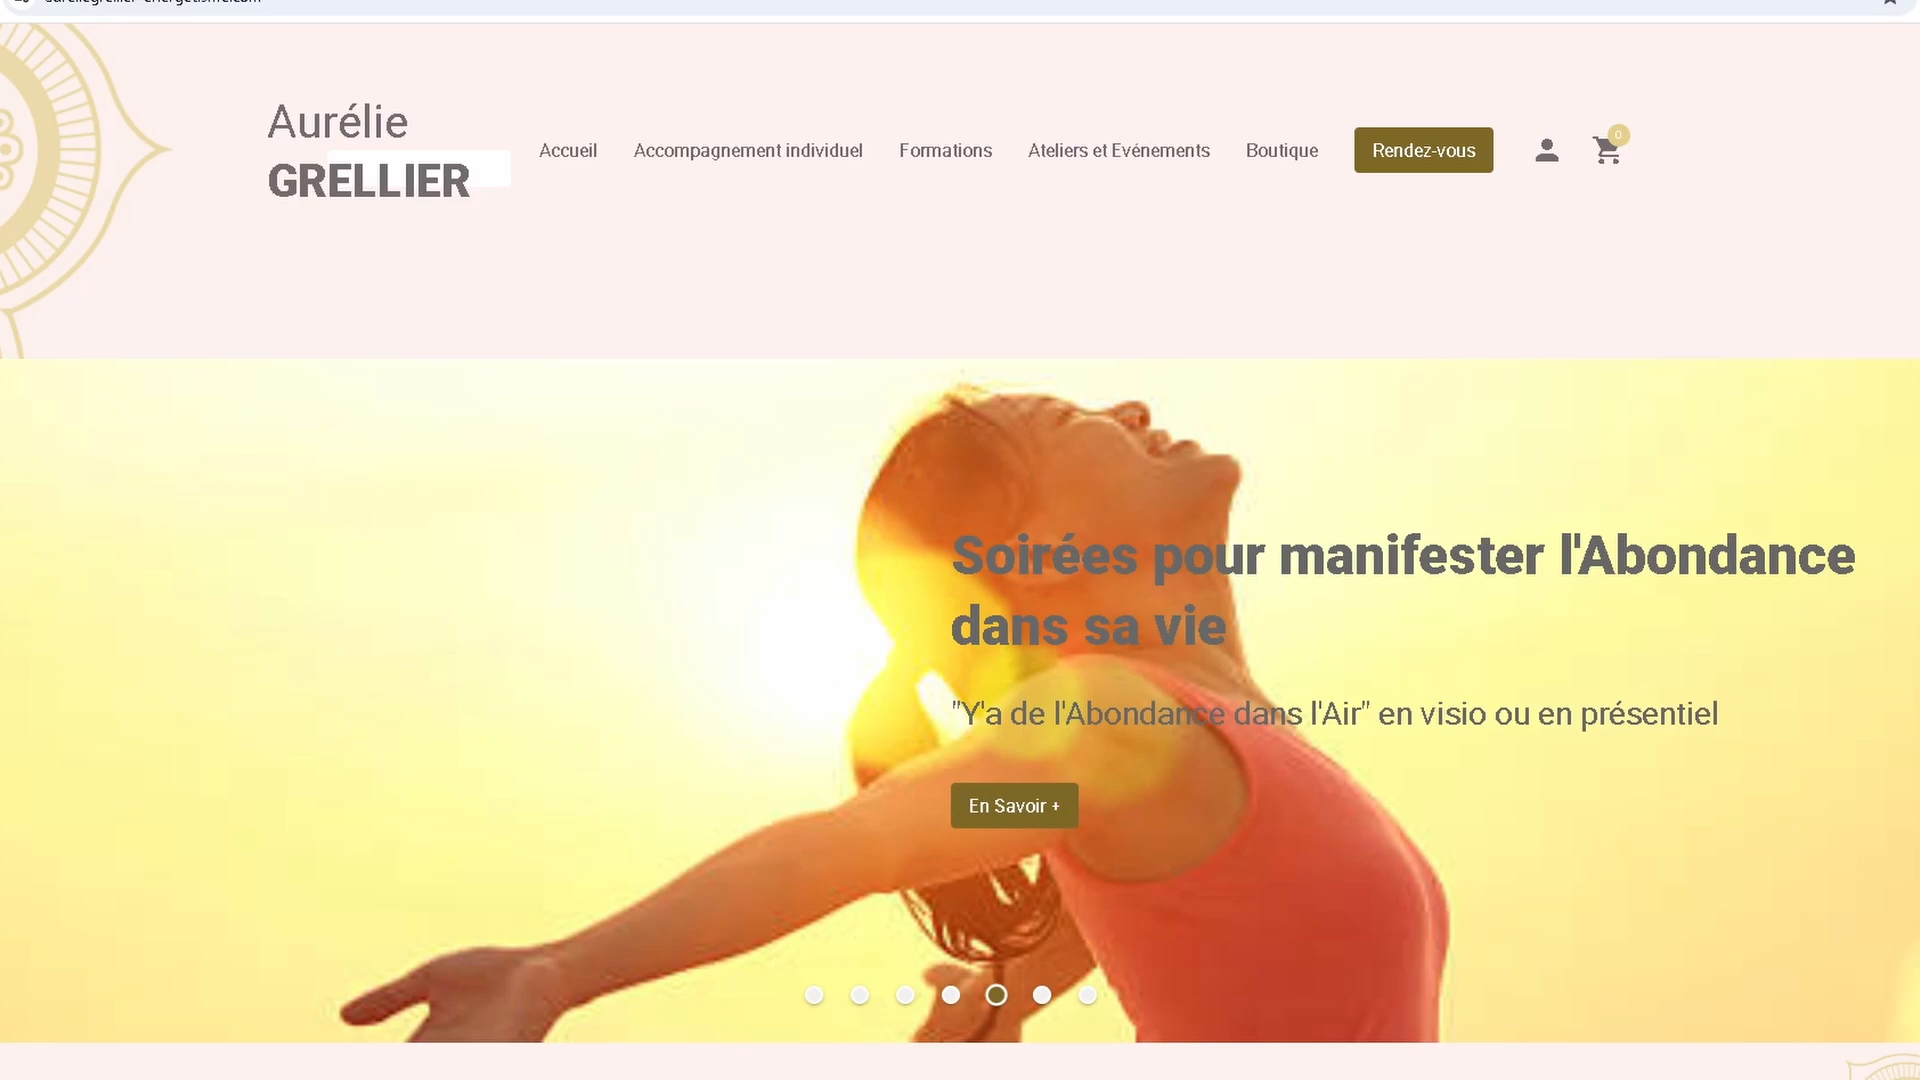 Aurélie
GRELLIER
Accueil
Accompagnement individuel
Formations
Ateliers et Evénements
Boutique
Rendez-vous
0
Soirées pour manifester l'Abondance
dans sa vie
"Y'a de l'Abondance dans l'Air" en visio ou en présentiel
En Savoir +